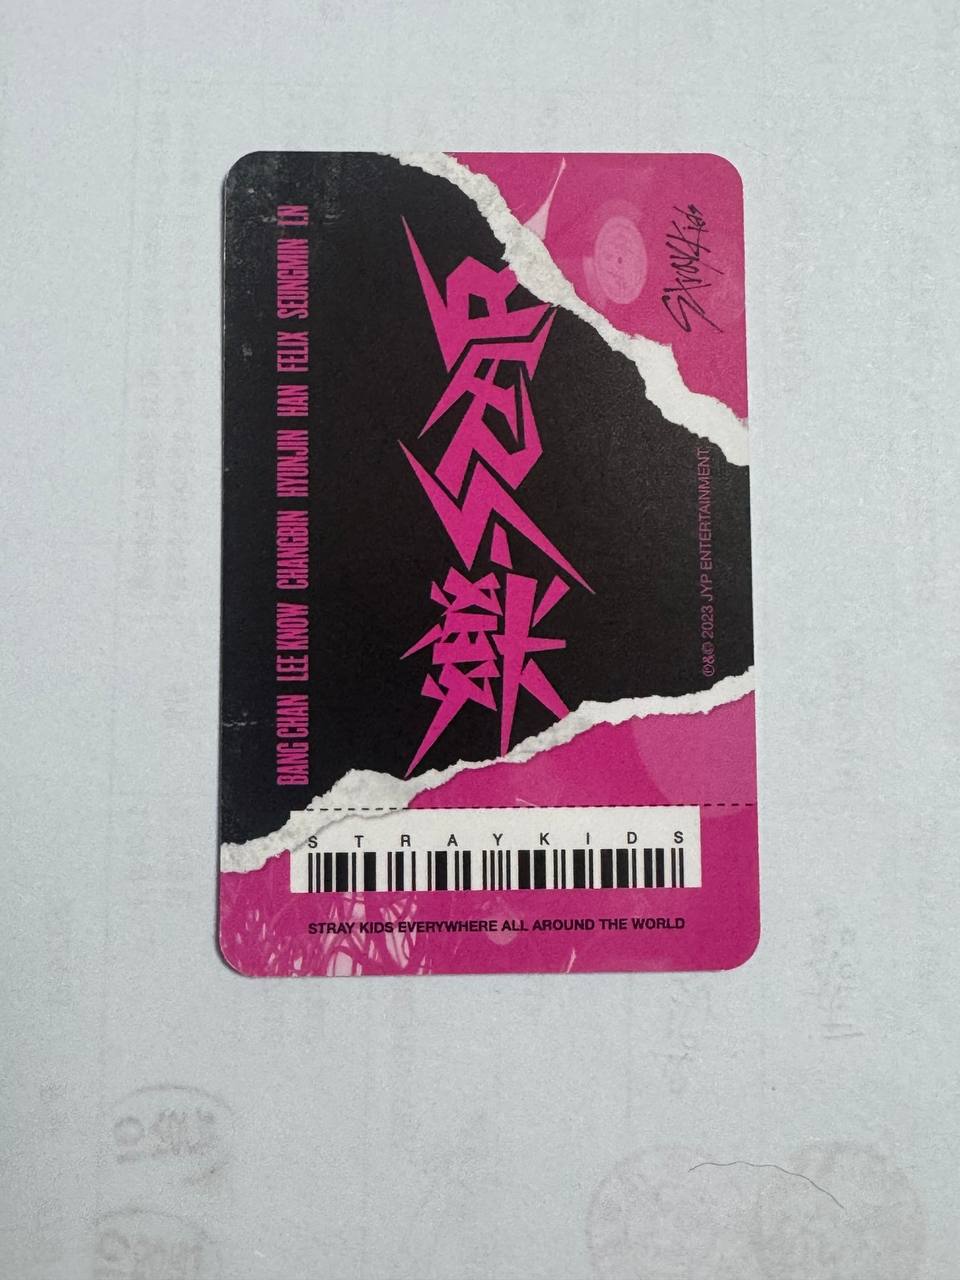 BANG CHAN LEE KNOW CHANGBIN HYUNJIN HAN FELIX SEUNGMIN I.N
樂-STAR
Stray Kids
℗&© 2023 JYP ENTERTAINMENT.
STRAYKIDS
STRAY KIDS EVERYWHERE ALL AROUND THE WORLD